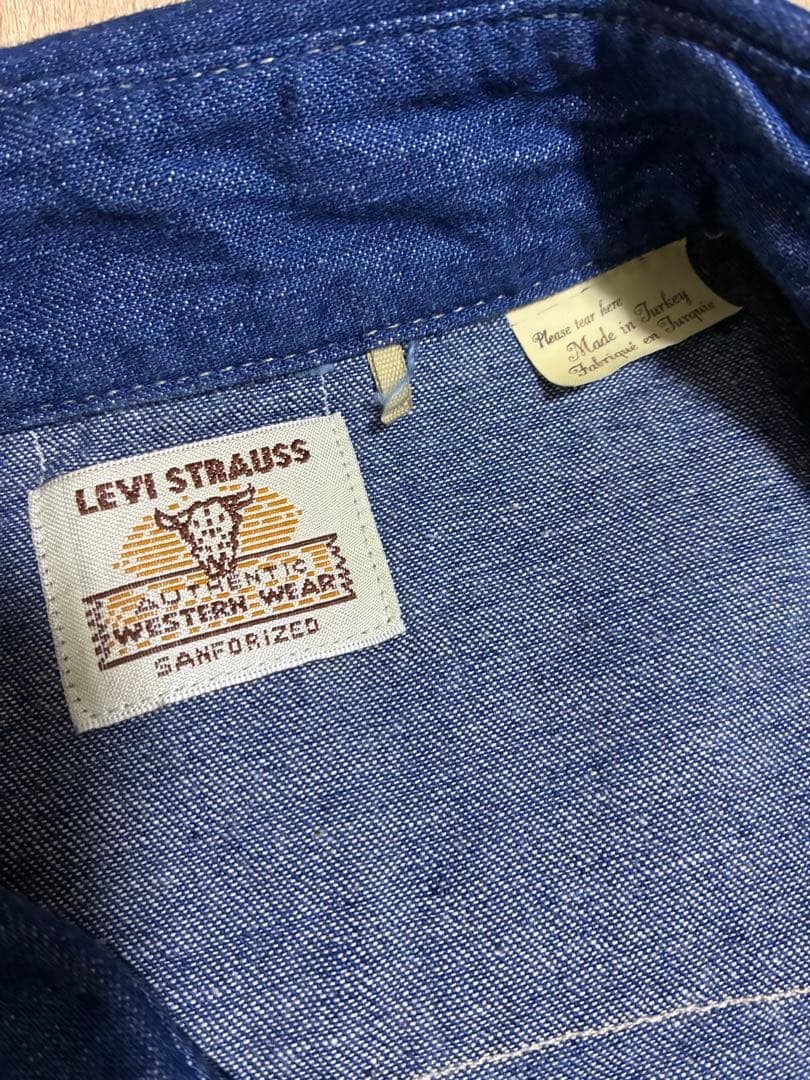 LEVI STRAUSS
AUTHENTIC
WESTERN WEAR
SANFORIZED
Please tear here
Made in Turkey
Fabriqué en Turquie